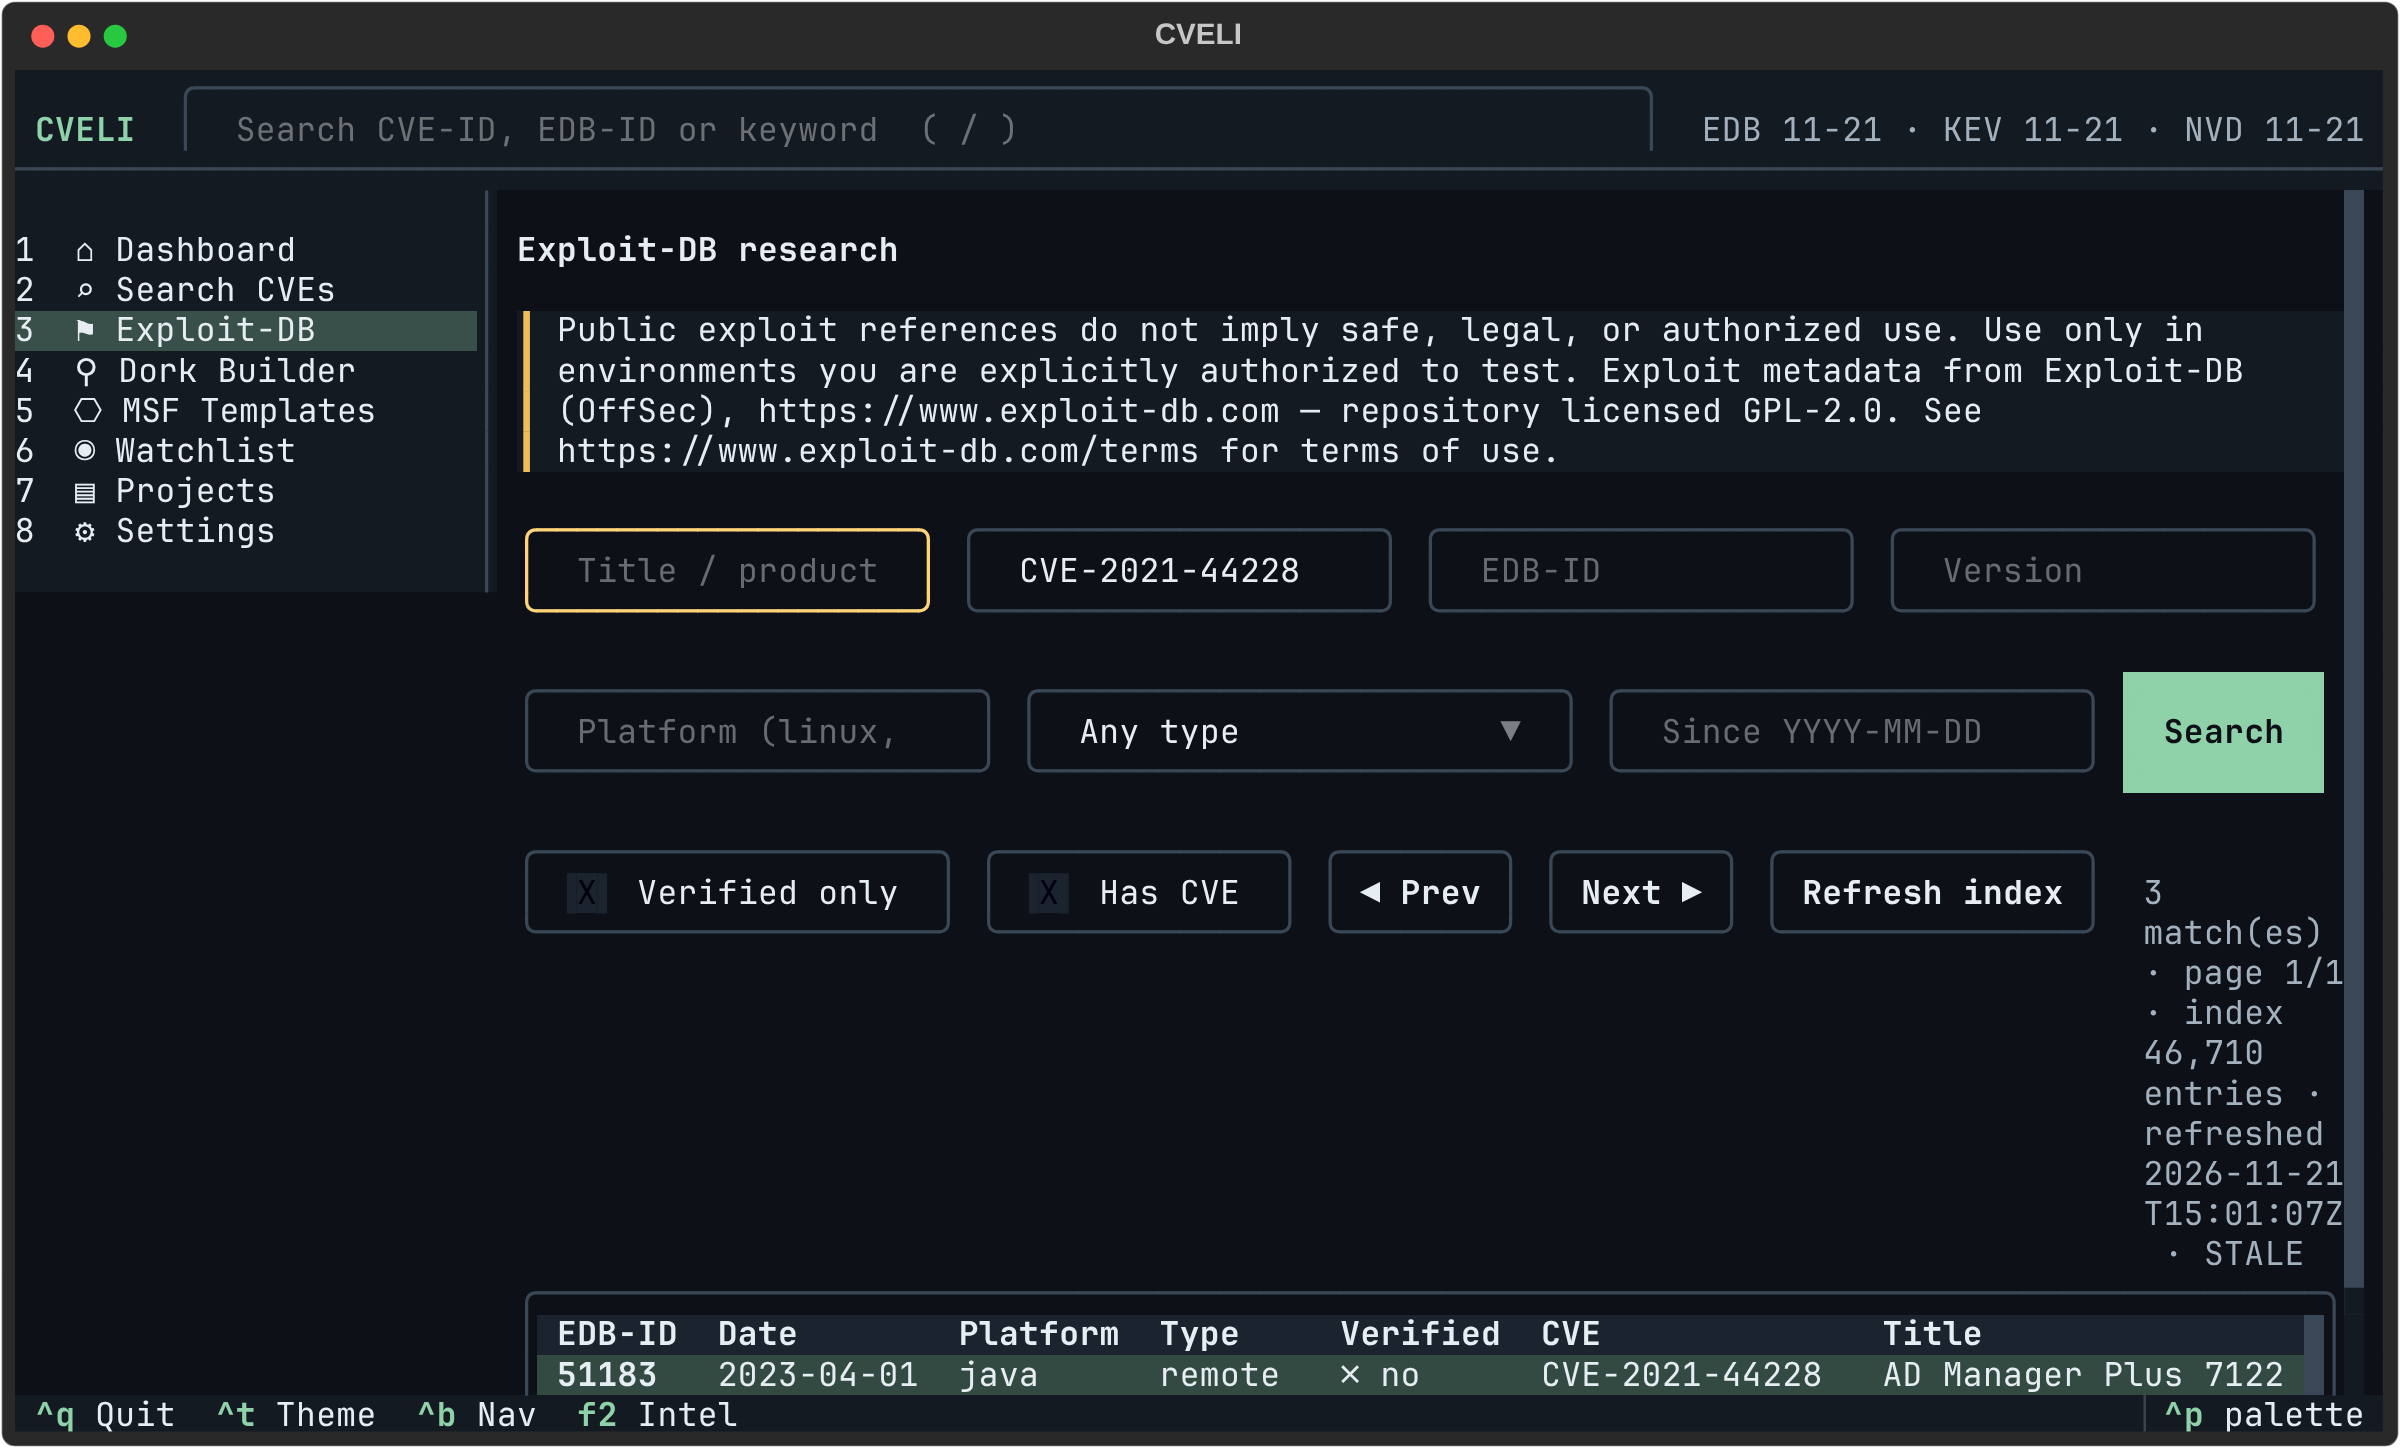 CVELI
CVELI Search CVE-ID, EDB-ID or keyword ( / ) EDB 11-21 · KEV 11-21 · NVD 11-21
1 ⌂ Dashboard
2 ⌕ Search CVEs
3 ⚑ Exploit-DB
4 ⚲ Dork Builder
5 ⎔ MSF Templates
6 ◉ Watchlist
7 ▤ Projects
8 ⚙ Settings
Exploit-DB research
Public exploit references do not imply safe, legal, or authorized use. Use only in
environments you are explicitly authorized to test. Exploit metadata from Exploit-DB
(OffSec), https://www.exploit-db.com — repository licensed GPL-2.0. See
https://www.exploit-db.com/terms for terms of use.
Title / product CVE-2021-44228 EDB-ID Version
Platform (linux, Any type ▼ Since YYYY-MM-DD Search
X Verified only X Has CVE ◀ Prev Next ▶ Refresh index
3
match(es)
· page 1/1
· index
46,710
entries ·
refreshed
2026-11-21
T15:01:07Z
· STALE
EDB-ID Date Platform Type Verified CVE Title
51183 2023-04-01 java remote × no CVE-2021-44228 AD Manager Plus 7122
^q Quit ^t Theme ^b Nav f2 Intel ^p palette